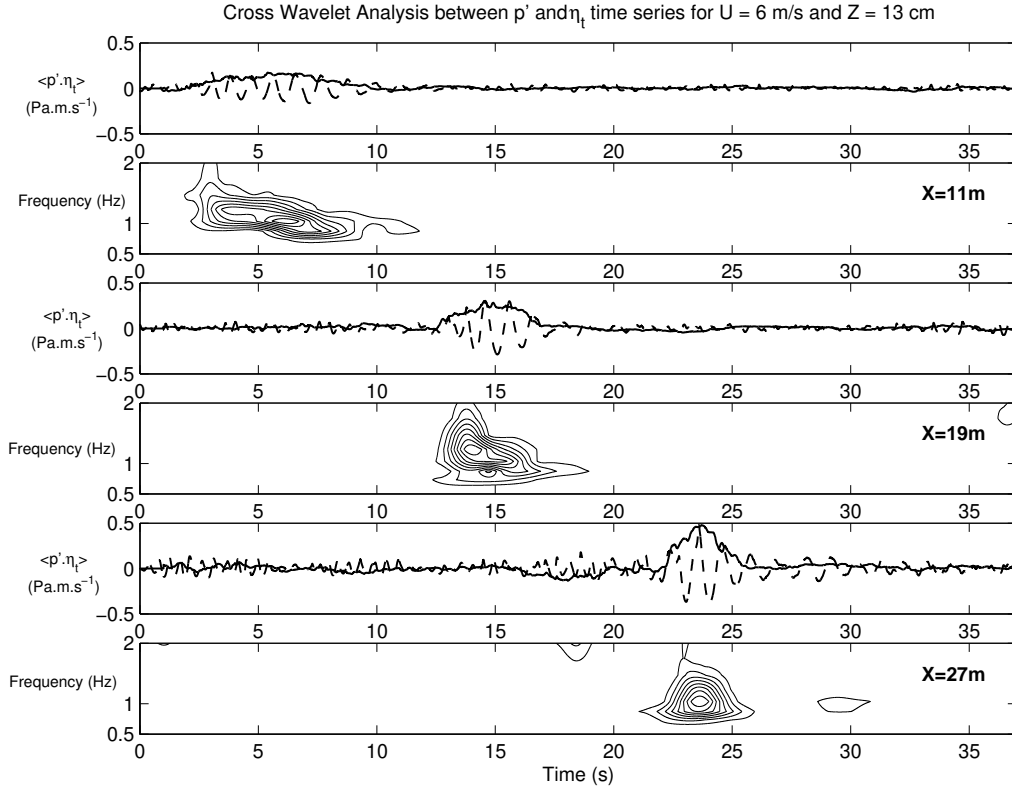 Cross Wavelet Analysis between p' andηt time series for U = 6 m/s and Z = 13 cm
0.5
0
−0.5
<p'.ηt>
(Pa.m.s−1)
0 5 10 15 20 25 30 35
2
1
0.5
Frequency (Hz)
X=11m
0 5 10 15 20 25 30 35
0.5
0
−0.5
<p'.ηt>
(Pa.m.s−1)
0 5 10 15 20 25 30 35
2
1
0.5
Frequency (Hz)
X=19m
0 5 10 15 20 25 30 35
0.5
0
−0.5
<p'.ηt>
(Pa.m.s−1)
0 5 10 15 20 25 30 35
2
1
0.5
Frequency (Hz)
X=27m
0 5 10 15 20 25 30 35
Time (s)